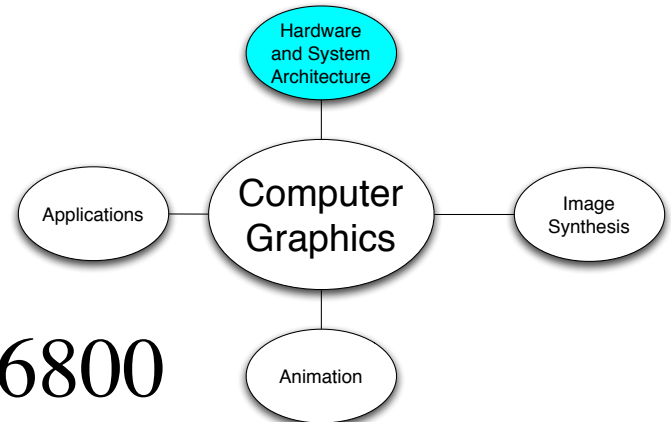 Hardware
and System
Architecture
Applications
Computer
Graphics
Image
Synthesis
6800
Animation